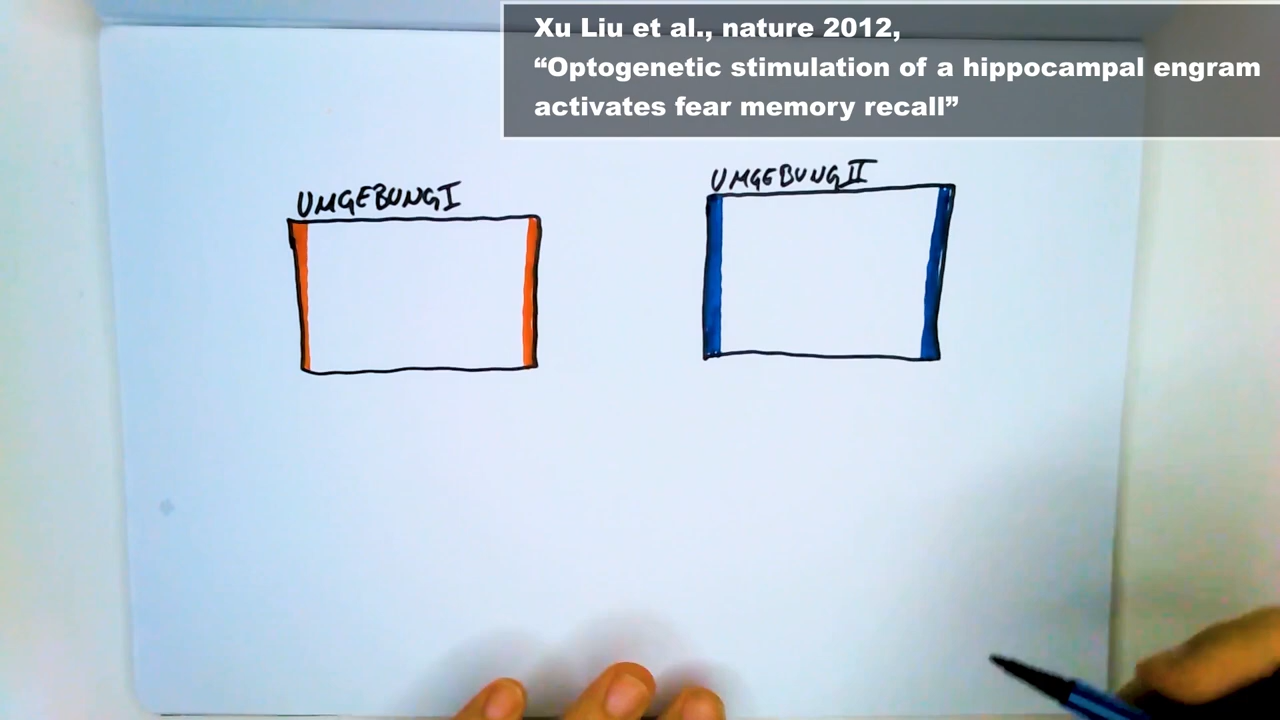 Xu Liu et al., nature 2012,
“Optogenetic stimulation of a hippocampal engram
activates fear memory recall”
UMGEBUNG I
UMGEBUNG II